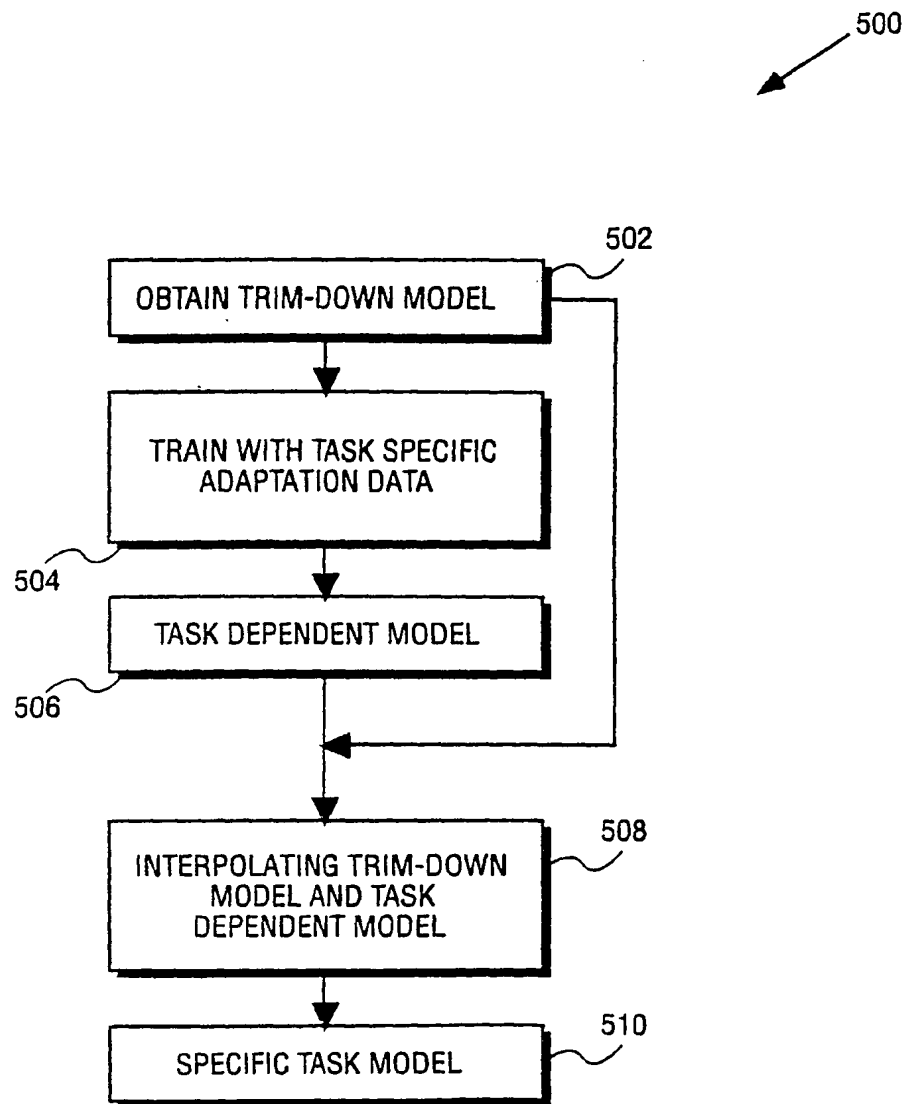 500
502
OBTAIN TRIM-DOWN MODEL
TRAIN WITH TASK SPECIFIC
ADAPTATION DATA
504
TASK DEPENDENT MODEL
506
508
INTERPOLATING TRIM-DOWN
MODEL AND TASK
DEPENDENT MODEL
510
SPECIFIC TASK MODEL